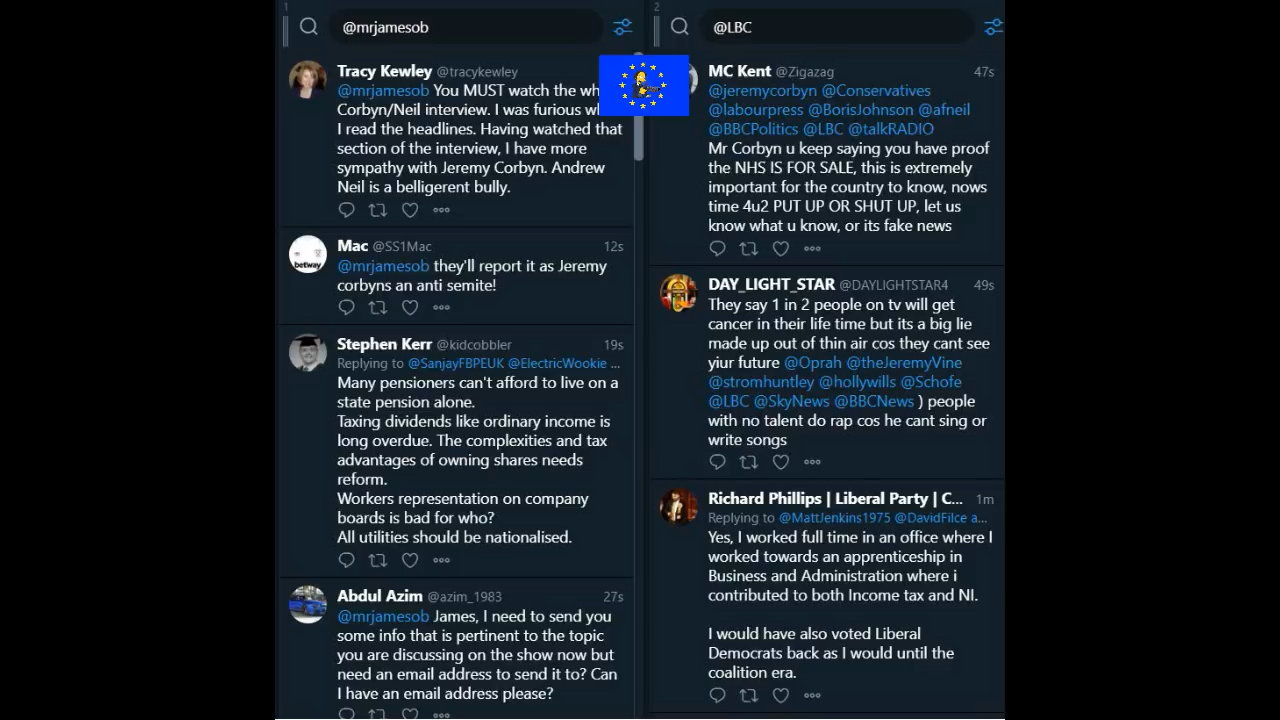 1
@mrjamesob
Tracy Kewley @tracykewley
@mrjamesob You MUST watch the
Corbyn/Neil interview. I was furious
I read the headlines. Having watched that
section of the interview, I have more
sympathy with Jeremy Corbyn. Andrew
Neil is a belligerent bully.
Mac @SS1Mac 12s
@mrjamesob they'll report it as Jeremy
corbyns an anti semite!
betway
Stephen Kerr @kidcobbler 19s
Replying to @SanjayFBPEUK @ElectricWookie ...
Many pensioners can't afford to live on a
state pension alone.
Taxing dividends like ordinary income is
long overdue. The complexities and tax
advantages of owning shares needs
reform.
Workers representation on company
boards is bad for who?
All utilities should be nationalised.
Abdul Azim @azim_1983 27s
@mrjamesob James, I need to send you
some info that is pertinent to the topic
you are discussing on the show now but
need an email address to send it to? Can
I have an email address please?
2
@LBC
MC Kent @Zigazag 47s
@jeremycorbyn @Conservatives
@labourpress @BorisJohnson @afneil
@BBCPolitics @LBC @talkRADIO
Mr Corbyn u keep saying you have proof
the NHS IS FOR SALE, this is extremely
important for the country to know, nows
time 4u2 PUT UP OR SHUT UP, let us
know what u know, or its fake news
DAY_LIGHT_STAR @DAYLIGHTSTAR4 49s
They say 1 in 2 people on tv will get
cancer in their life time but its a big lie
made up out of thin air cos they cant see
yiur future @Oprah @theJeremyVine
@stromhuntley @hollywills @Schofe
@LBC @SkyNews @BBCNews ) people
with no talent do rap cos he cant sing or
write songs
Richard Phillips | Liberal Party | C... 1m
Replying to @MattJenkins1975 @DavidFilce a...
Yes, I worked full time in an office where I
worked towards an apprenticeship in
Business and Administration where i
contributed to both Income tax and NI.
I would have also voted Liberal
Democrats back as I would until the
coalition era.